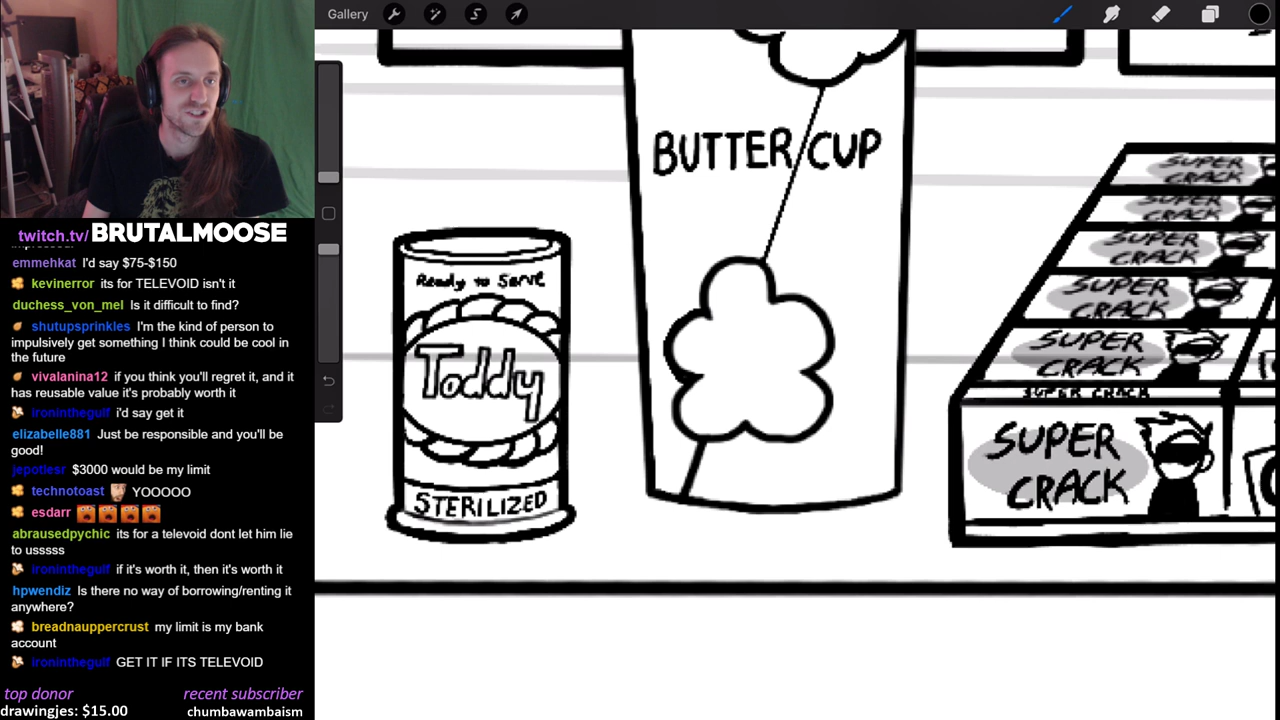 Gallery
twitch.tv/BRUTALMOOSE
emmehkat I'd say $75-$150
kevinerror its for TELEVOID isn't it
duchess_von_mel Is it difficult to find?
shutupsprinkles I'm the kind of person to
impulsively get something I think could be cool in
the future
vivalanina12 if you think you'll regret it, and it
has reusable value it's probably worth it
ironinthegulf i'd say get it
elizabelle881 Just be responsible and you'll be
good!
jepotlesr $3000 would be my limit
technotoast YOOOOO
esdarr
abrausedpychic its for a televoid dont let him lie
to usssss
ironinthegulf if it's worth it, then it's worth it
hpwendiz Is there no way of borrowing/renting it
anywhere?
breadnauppercrust my limit is my bank
account
ironinthegulf GET IT IF ITS TELEVOID
top donor
drawingjes: $15.00
recent subscriber
chumbawambaism
BUTTER CUP
Ready to Serve
Toddy
STERILIZED
SUPER
CRACK
SUPER
CRACK
SUPER
CRACK
SUPER
CRACK
SUPER
CRACK
SUPER CRACK
SUPER
CRACK